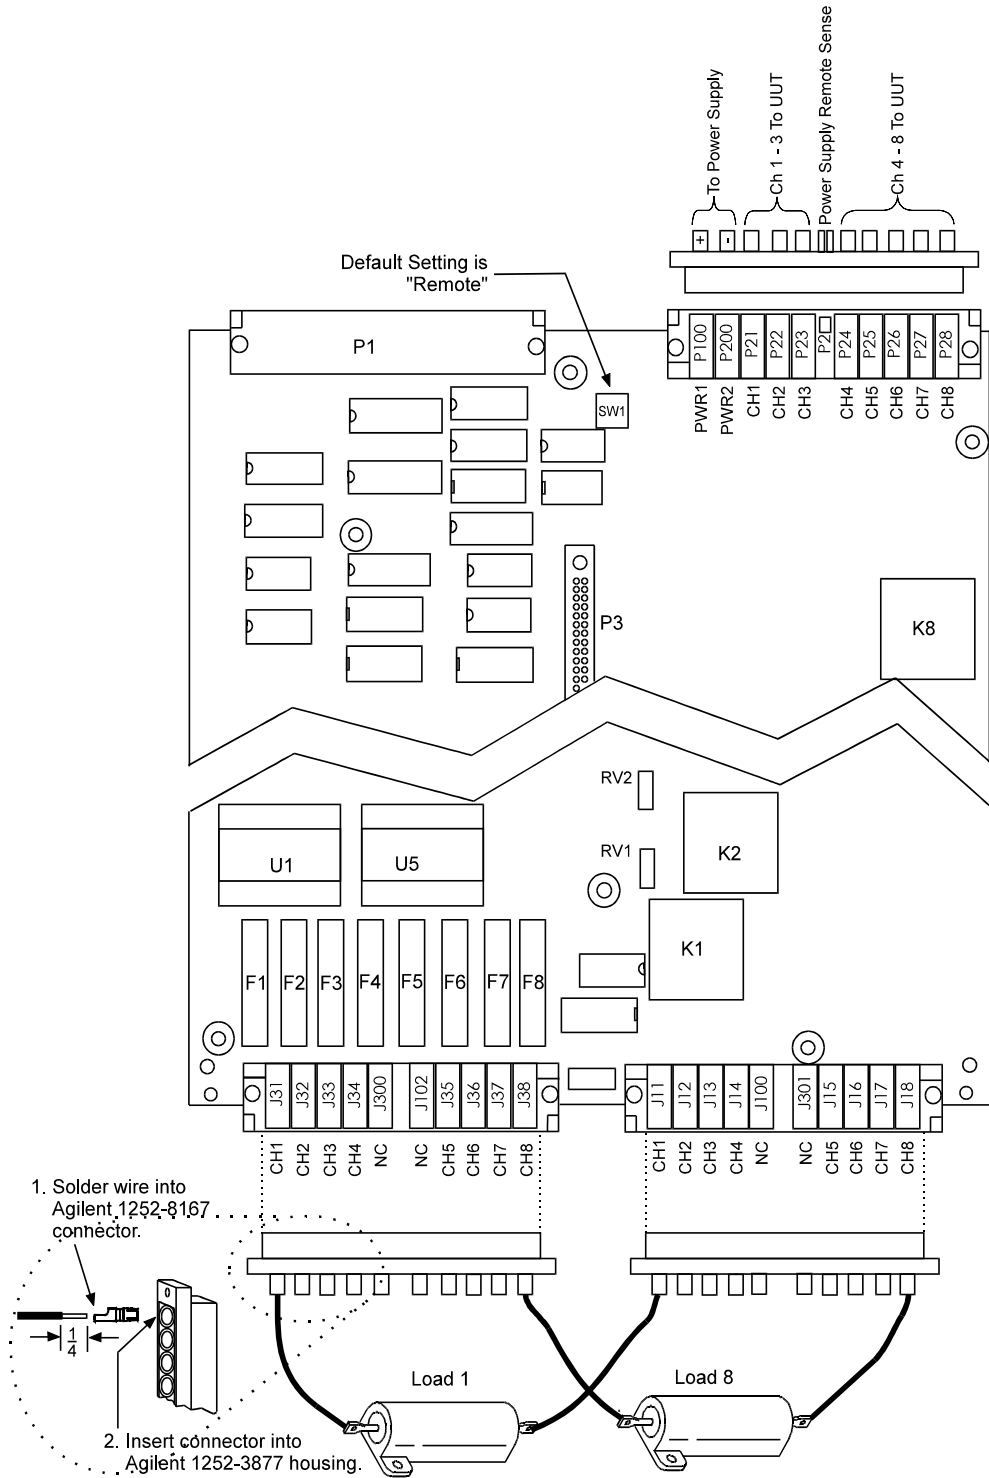 To Power Supply
Ch 1 - 3 To UUT
Power Supply Remote Sense
Ch 4 - 8 To UUT
+ -
Default Setting is
"Remote"
P1
P100 P200 P21 P22 P23 P2 P24 P25 P26 P27 P28
PWR1 PWR2 CH1 CH2 CH3 CH4 CH5 CH6 CH7 CH8
SW1
P3
K8
RV2
RV1
K2
U1
U5
K1
F1 F2 F3 F4 F5 F6 F7 F8
J31 J32 J33 J34 J300 J102 J35 J36 J37 J38
J11 J12 J13 J14 J100 J301 J15 J16 J17 J18
CH1 CH2 CH3 CH4 NC NC CH5 CH6 CH7 CH8
CH1 CH2 CH3 CH4 NC NC CH5 CH6 CH7 CH8
1. Solder wire into
Agilent 1252-8167
connector.
1
4
Load 1
Load 8
2. Insert connector into
Agilent 1252-3877 housing.